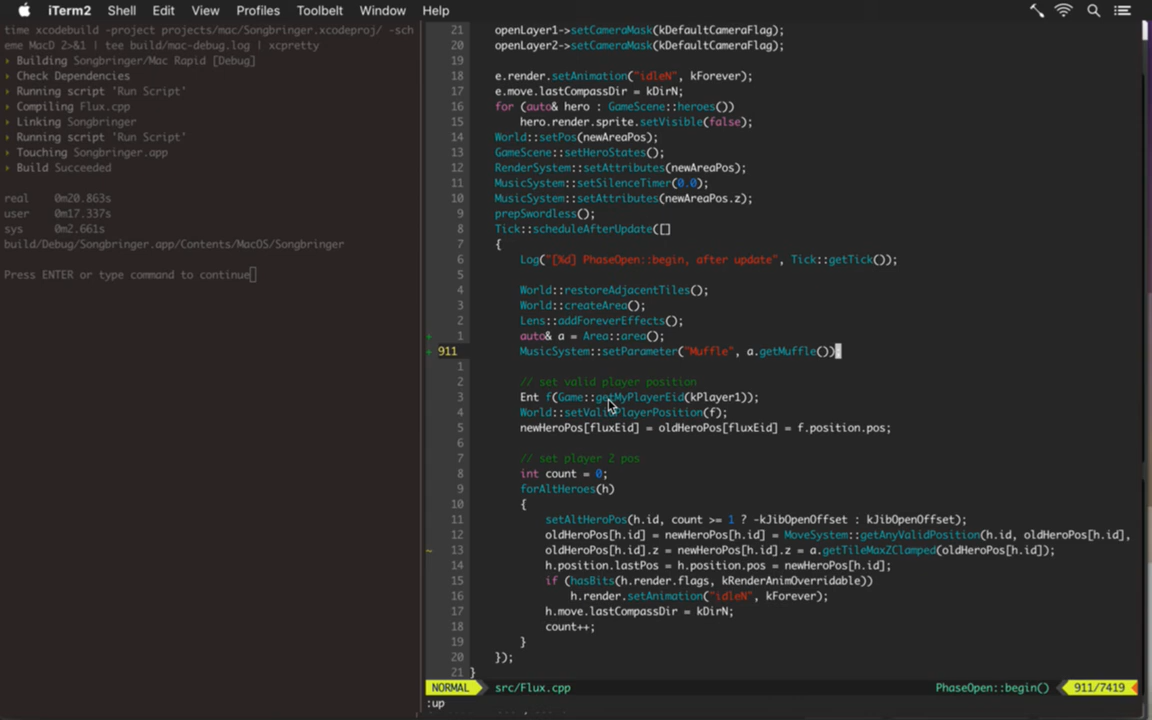 iTerm2 Shell Edit View Profiles Toolbelt Window Help
time xcodebuild -project projects/mac/Songbringer.xcodeproj/ -sch
eme MacD 2>&1 | tee build/mac-debug.log | xcpretty
▸ Building Songbringer/Mac Rapid [Debug]
▸ Check Dependencies
▸ Running script 'Run Script'
▸ Compiling Flux.cpp
▸ Linking Songbringer
▸ Running script 'Run Script'
▸ Touching Songbringer.app
▸ Build Succeeded
real 0m20.863s
user 0m17.337s
sys 0m2.661s
build/Debug/Songbringer.app/Contents/MacOS/Songbringer
Press ENTER or type command to continue
21 openLayer1->setCameraMask(kDefaultCameraFlag);
20 openLayer2->setCameraMask(kDefaultCameraFlag);
19
18 e.render.setAnimation("idleN", kForever);
17 e.move.lastCompassDir = kDirN;
16 for (auto& hero : GameScene::heroes())
15 hero.render.sprite.setVisible(false);
14 World::setPos(newAreaPos);
13 GameScene::setHeroStates();
12 RenderSystem::setAttributes(newAreaPos);
11 MusicSystem::setSilenceTimer(0.0);
10 MusicSystem::setAttributes(newAreaPos.z);
9 prepSwordless();
8 Tick::scheduleAfterUpdate([]
7 {
6 Log("[%d] PhaseOpen::begin, after update", Tick::getTick());
5
4 World::restoreAdjacentTiles();
3 World::createArea();
2 Lens::addForeverEffects();
+ 1 auto& a = Area::area();
+ 911 MusicSystem::setParameter("Muffle", a.getMuffle())
1
2 // set valid player position
3 Ent f(Game::getMyPlayerEid(kPlayer1));
4 World::setValidPlayerPosition(f);
5 newHeroPos[fluxEid] = oldHeroPos[fluxEid] = f.position.pos;
6
7 // set player 2 pos
8 int count = 0;
9 forAltHeroes(h)
10 {
11 setAltHeroPos(h.id, count >= 1 ? -kJibOpenOffset : kJibOpenOffset);
12 oldHeroPos[h.id] = newHeroPos[h.id] = MoveSystem::getAnyValidPosition(h.id, oldHeroPos[h.id],
~ 13 oldHeroPos[h.id].z = newHeroPos[h.id].z = a.getTileMaxZClamped(oldHeroPos[h.id]);
14 h.position.lastPos = h.position.pos = newHeroPos[h.id];
15 if (hasBits(h.render.flags, kRenderAnimOverridable))
16 h.render.setAnimation("idleN", kForever);
17 h.move.lastCompassDir = kDirN;
18 count++;
19 }
20 });
21 }
NORMAL src/Flux.cpp PhaseOpen::begin() 911/7419
:up